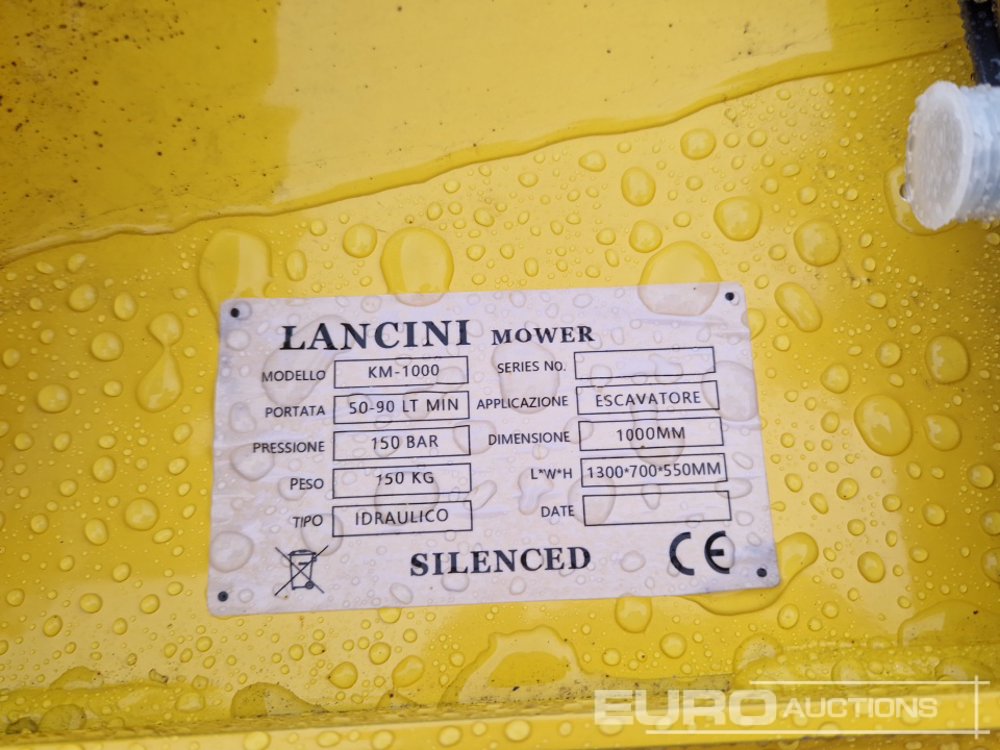 LANCINI MOWER
MODELLO KM-1000 SERIES NO.
PORTATA 50-90 LT MIN APPLICAZIONE ESCAVATORE
PRESSIONE 150 BAR DIMENSIONE 1000MM
PESO 150 KG L*W*H 1300*700*550MM
TIPO IDRAULICO DATE
SILENCED CE
EURO AUCTIONS